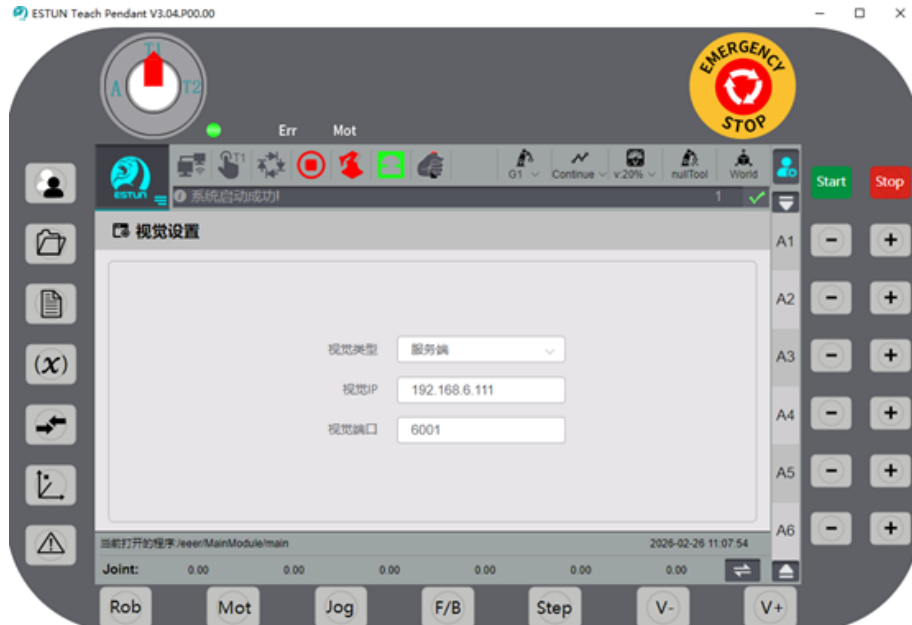 ESTUN Teach Pendant V3.04.P00.00
T1
A
T2
EMERGENCY
STOP
Err Mot
T1
G1 Continue v:20% nullTool World
ESTUN
系统启动成功!
1
Start Stop
视觉设置
A1
A2
视觉类型 服务端
A3
视觉IP 192.168.6.111
视觉端口 6001
A4
(x)
A5
A6
当前打开的程序:/eeer/MainModule/main 2026-02-26 11:07:54
Joint: 0.00 0.00 0.00 0.00 0.00 0.00
Rob Mot Jog F/B Step V- V+